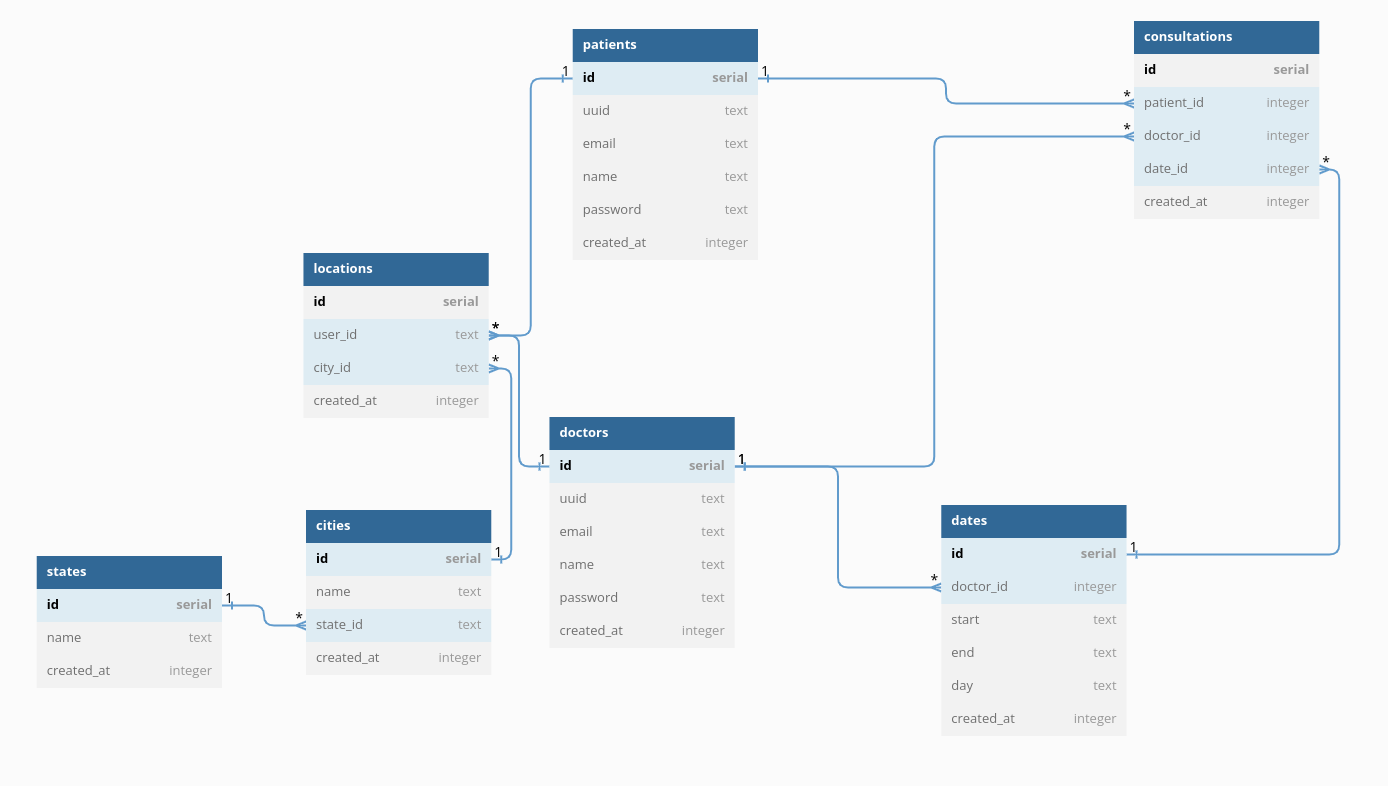 patients
id serial
uuid text
email text
name text
password text
created_at integer
consultations
id serial
patient_id integer
doctor_id integer
date_id integer
created_at integer
locations
id serial
user_id text
city_id text
created_at integer
doctors
id serial
uuid text
email text
name text
password text
created_at integer
cities
id serial
name text
state_id text
created_at integer
states
id serial
name text
created_at integer
dates
id serial
doctor_id integer
start text
end text
day text
created_at integer
1
1
*
*
*
*
*
1
1
1
1
*
1
*